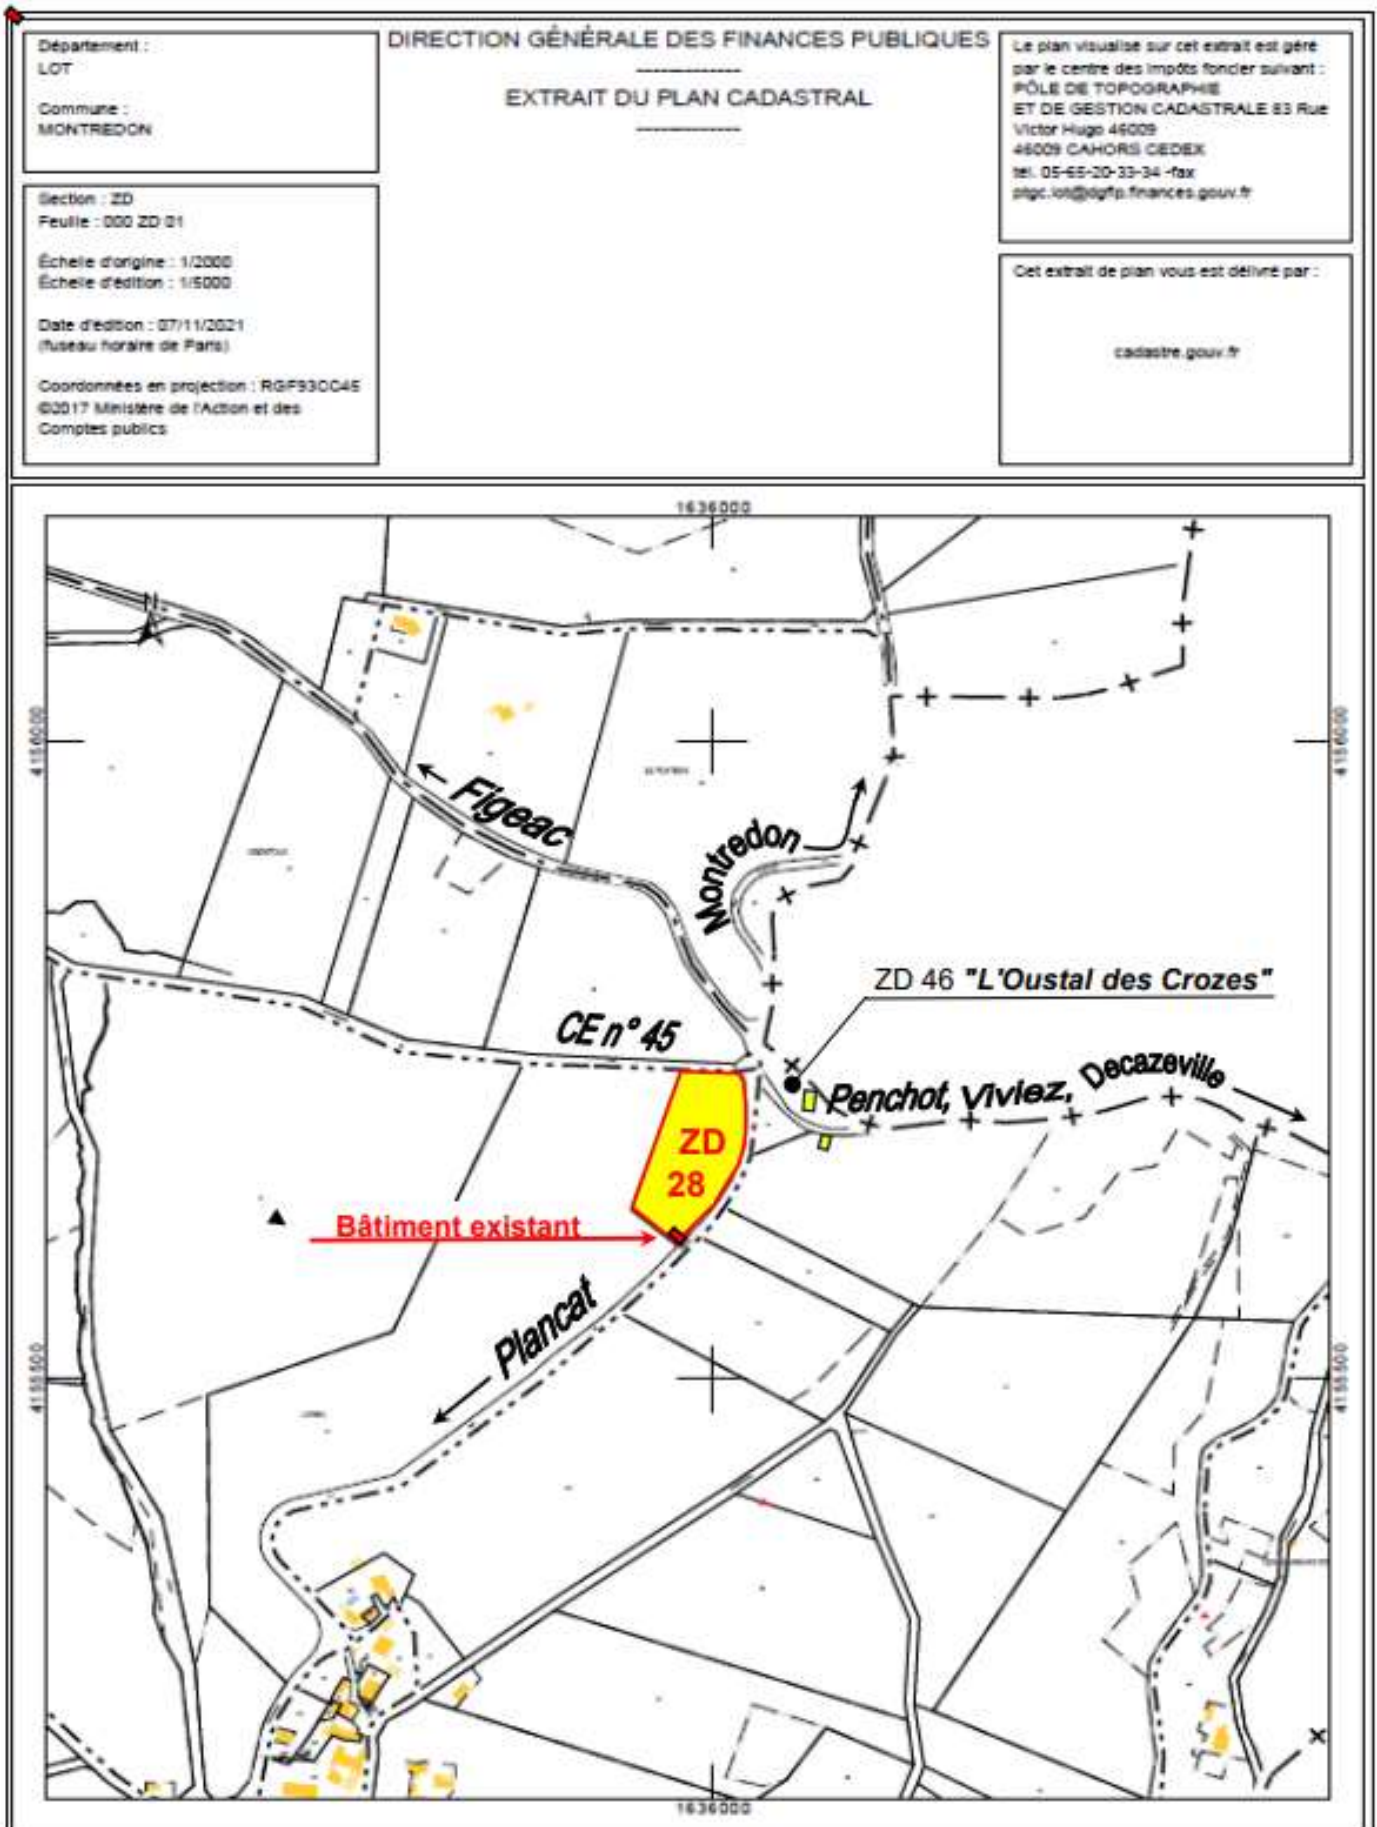 Département :
LOT
Commune :
MONTREDON
Section : ZD
Feuille : 000 ZD 01
Échelle d'origine : 1/2000
Échelle d'édition : 1/5000
Date d'édition : 07/11/2021
(fuseau horaire de Paris)
Coordonnées en projection : RGF93CC45
©2017 Ministère de l'Action et des
Comptes publics
DIRECTION GÉNÉRALE DES FINANCES PUBLIQUES
EXTRAIT DU PLAN CADASTRAL
Le plan visualisé sur cet extrait est géré
par le centre des impôts foncier suivant :
PÔLE DE TOPOGRAPHIE
ET DE GESTION CADASTRALE 83 Rue
Victor Hugo 46009
46009 CAHORS CEDEX
tél. 05-65-20-33-34 -fax
ptgc.lot@dgfip.finances.gouv.fr
Cet extrait de plan vous est délivré par :
cadastre.gouv.fr
1636000
4156000
4156000
Figeac
Montredon
ZD 46 "L'Oustal des Crozes"
CE n° 45
Penchot, Viviez, Decazeville
ZD
28
Bâtiment existant
Plancat
4155500
4155500
1636000